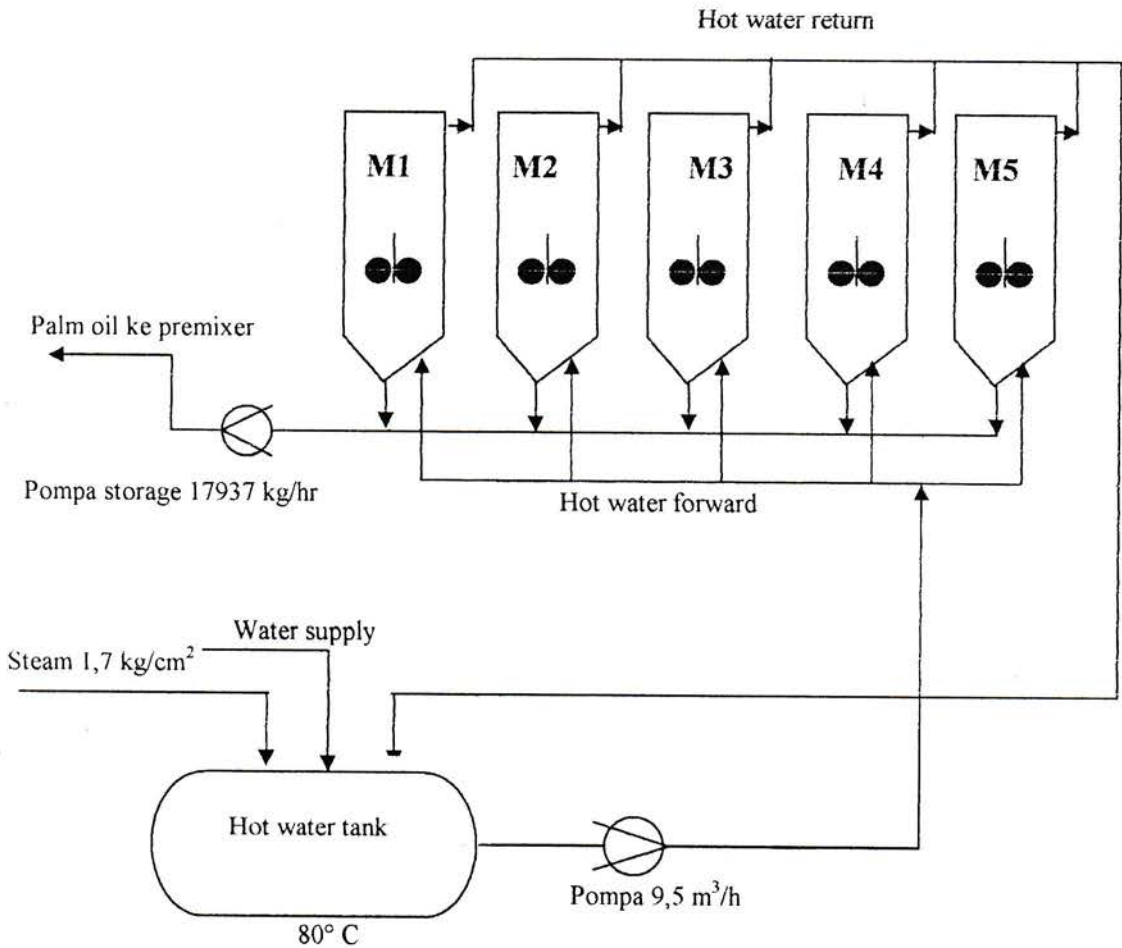 Hot water return
M1
M2
M3
M4
M5
Palm oil ke premixer
Pompa storage 17937 kg/hr
Hot water forward
Water supply
Steam 1,7 kg/cm²
Hot water tank
Pompa 9,5 m³/h
80° C